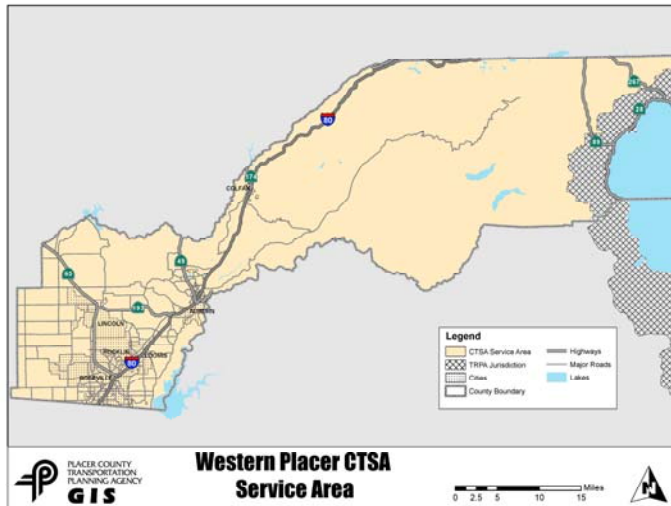 267
28
80
89
174
COLFAX
49
65
193
AUBURN
LINCOLN
ROCKLIN
LOOMIS
80
ROSEVILLE
Legend
CTSA Service Area
TRPA Jurisdiction
Cities
County Boundary
Highways
Major Roads
Lakes
PLACER COUNTY
TRANSPORTATION
PLANNING AGENCY
GIS
Western Placer CTSA
Service Area
Miles
0 2.5 5 10 15
N